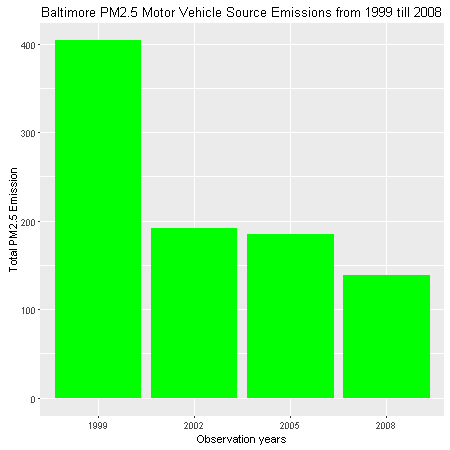 Baltimore PM2.5 Motor Vehicle Source Emissions from 1999 till 2008
Total PM2.5 Emission
400
300
200
100
0
1999 2002 2005 2008
Observation years